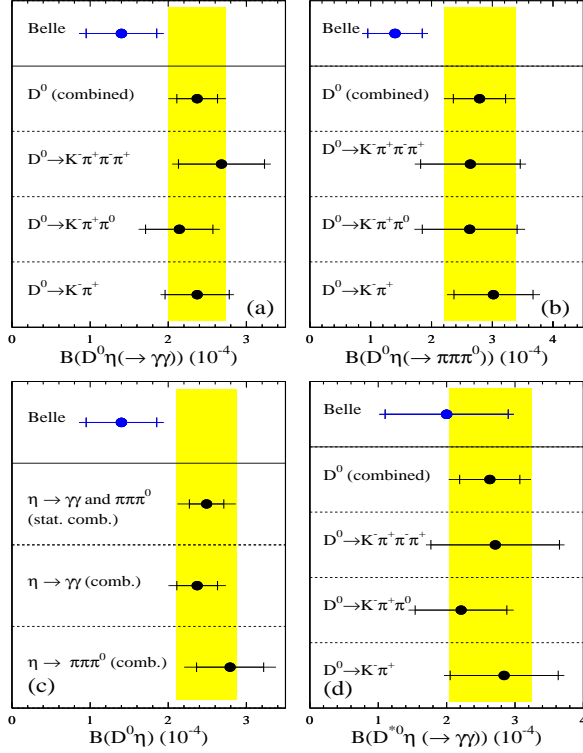 Belle
D⁰ (combined)
D⁰→K⁻π⁺π⁻π⁺
D⁰→K⁻π⁺π⁰
D⁰→K⁻π⁺
(a)
0 1 2 3
B(D⁰η(→ γγ)) (10⁻⁴)
Belle
D⁰ (combined)
D⁰→K⁻π⁺π⁻π⁺
D⁰→K⁻π⁺π⁰
D⁰→K⁻π⁺
(b)
0 1 2 3 4
B(D⁰η(→ πππ⁰)) (10⁻⁴)
Belle
η → γγ and πππ⁰
(stat. comb.)
η → γγ (comb.)
η → πππ⁰ (comb.)
(c)
0 1 2 3
B(D⁰η) (10⁻⁴)
Belle
D⁰ (combined)
D⁰→K⁻π⁺π⁻π⁺
D⁰→K⁻π⁺π⁰
D⁰→K⁻π⁺
(d)
0 1 2 3 4
B(D*⁰η (→ γγ)) (10⁻⁴)